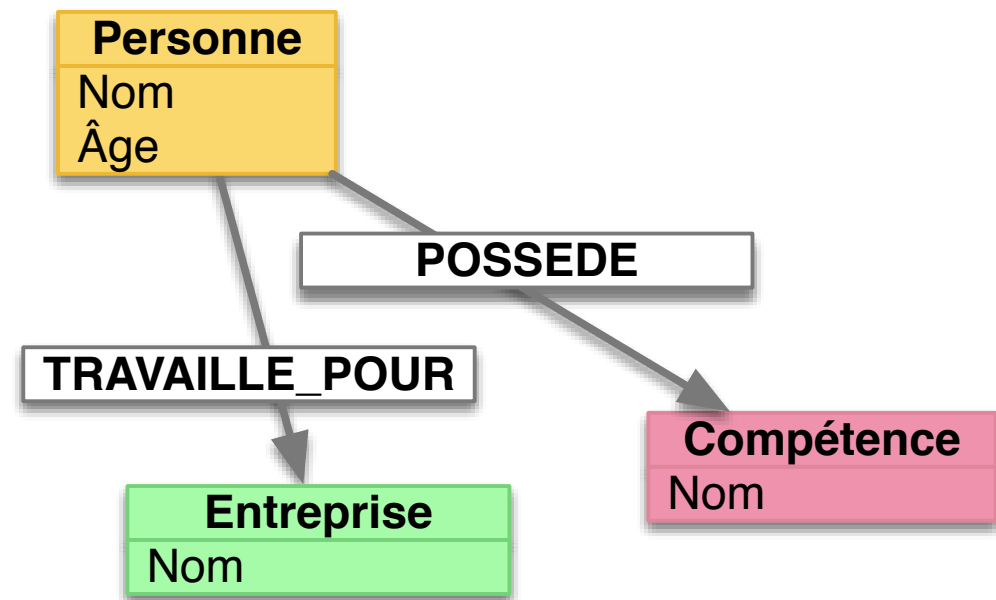 Personne
Nom
Âge
POSSEDE
TRAVAILLE_POUR
Compétence
Nom
Entreprise
Nom